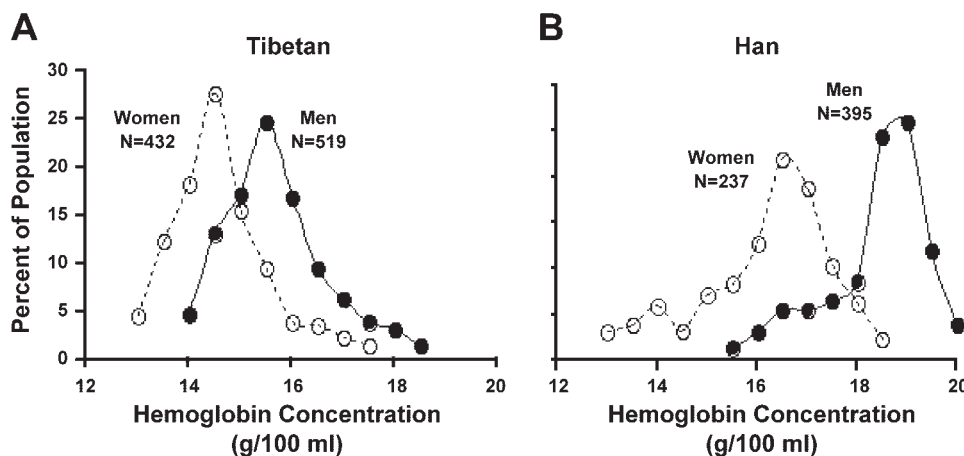 A
Tibetan
30
25
20
15
10
5
0
Percent of Population
Women
N=432
Men
N=519
12 14 16 18 20
Hemoglobin Concentration
(g/100 ml)
B
Han
Men
N=395
Women
N=237
12 14 16 18 20
Hemoglobin Concentration
(g/100 ml)